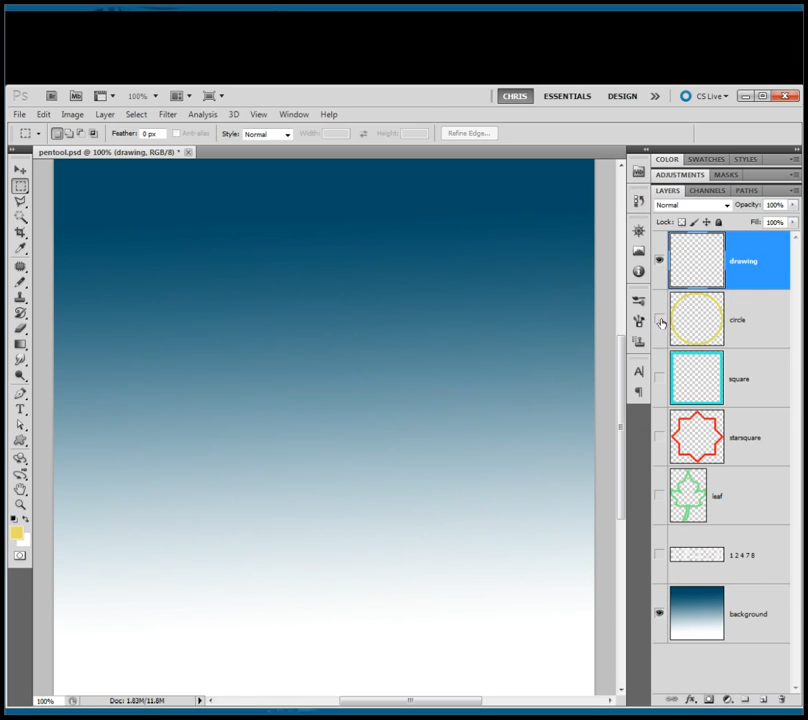 Ps Br Mb 100% CHRIS ESSENTIALS DESIGN CS Live
File Edit Image Layer Select Filter Analysis 3D View Window Help
Feather: 0 px Anti-alias Style: Normal Width: Height: Refine Edge...
pentool.psd @ 100% (drawing, RGB/8) *
COLOR SWATCHES STYLES
ADJUSTMENTS MASKS
LAYERS CHANNELS PATHS
Normal Opacity: 100%
Lock: Fill: 100%
drawing
circle
square
starsquare
leaf
1 2 4 7 8
background
100% Doc: 1.83M/11.8M